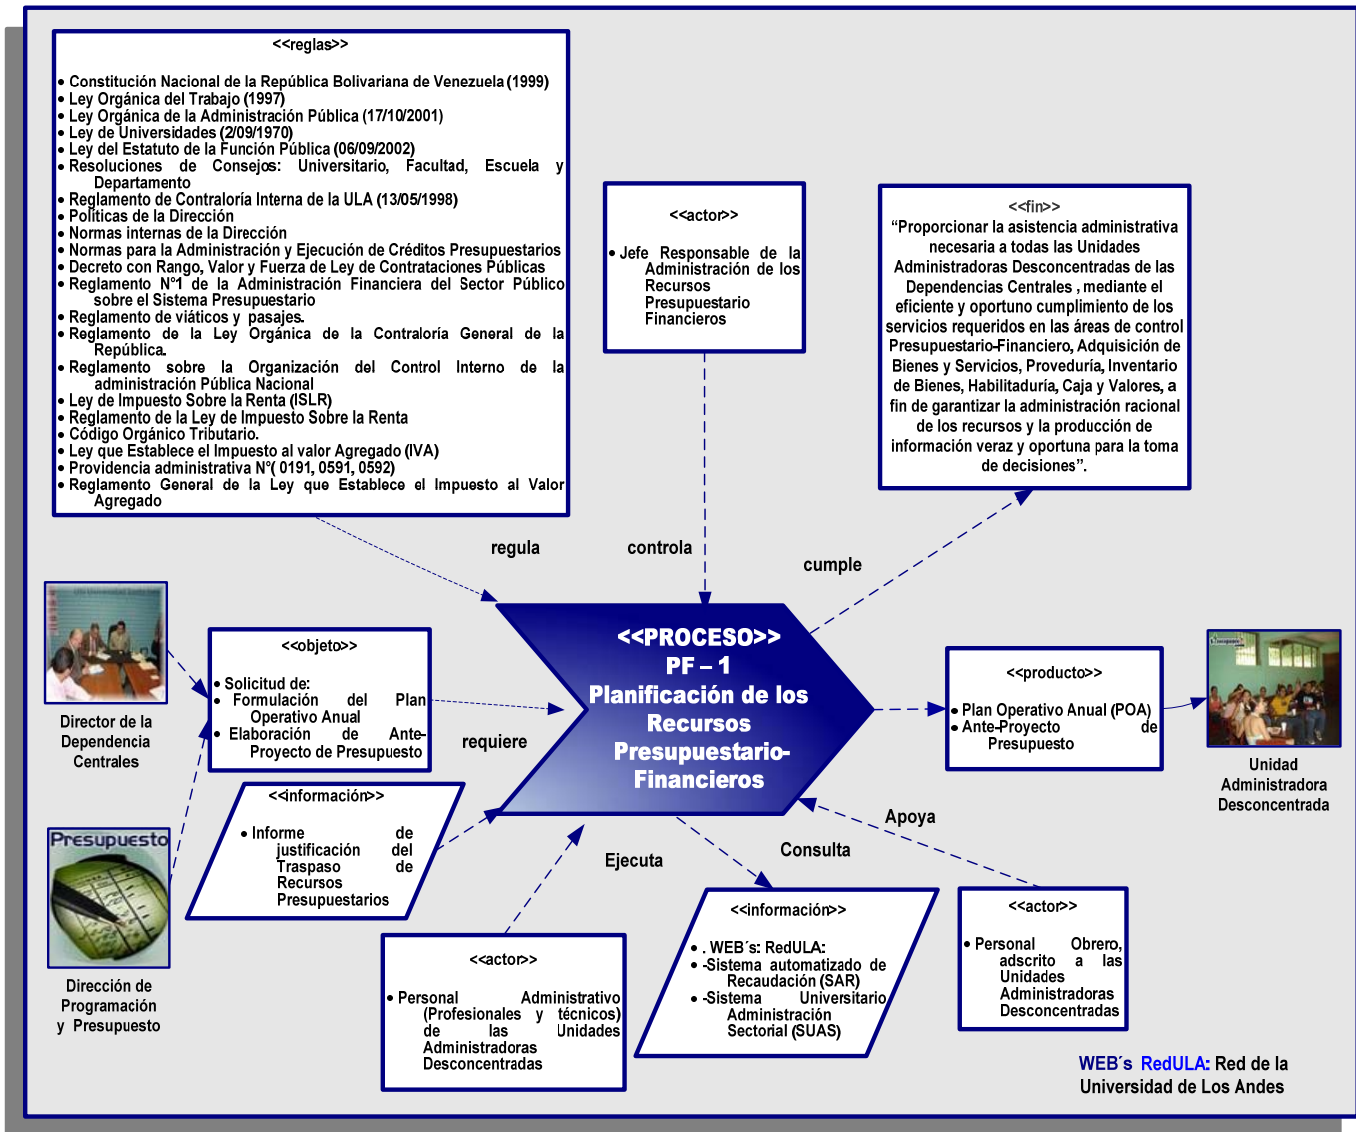 <<reglas>>
• Constitución Nacional de la República Bolivariana de Venezuela (1999)
• Ley Orgánica del Trabajo (1997)
• Ley Orgánica de la Administración Pública (17/10/2001)
• Ley de Universidades (2/09/1970)
• Ley del Estatuto de la Función Pública (06/09/2002)
• Resoluciones de Consejos: Universitario, Facultad, Escuela y
Departamento
• Reglamento de Contraloría Interna de la ULA (13/05/1998)
• Políticas de la Dirección
• Normas internas de la Dirección
• Normas para la Administración y Ejecución de Créditos Presupuestarios
• Decreto con Rango, Valor y Fuerza de Ley de Contrataciones Públicas
• Reglamento N°1 de la Administración Financiera del Sector Público
sobre el Sistema Presupuestario
• Reglamento de viáticos y pasajes.
• Reglamento de la Ley Orgánica de la Contraloría General de la
República.
• Reglamento sobre la Organización del Control Interno de la
administración Pública Nacional
• Ley de Impuesto Sobre la Renta (ISLR)
• Reglamento de la Ley de Impuesto Sobre la Renta
• Código Orgánico Tributario.
• Ley que Establece el Impuesto al valor Agregado (IVA)
• Providencia administrativa N°( 0191, 0591, 0592)
• Reglamento General de la Ley que Establece el Impuesto al Valor
Agregado
<<actor>>
• Jefe Responsable de la
Administración de los
Recursos
Presupuestario
Financieros
<<fin>>
“Proporcionar la asistencia administrativa
necesaria a todas las Unidades
Administradoras Desconcentradas de las
Dependencias Centrales , mediante el
eficiente y oportuno cumplimiento de los
servicios requeridos en las áreas de control
Presupuestario-Financiero, Adquisición de
Bienes y Servicios, Proveduría, Inventario
de Bienes, Habilitaduría, Caja y Valores, a
fin de garantizar la administración racional
de los recursos y la producción de
información veraz y oportuna para la toma
de decisiones”.
regula
controla
cumple
Director de la
Dependencia
Centrales
<<objeto>>
• Solicitud de:
• Formulación del Plan
Operativo Anual
• Elaboración de Ante-
Proyecto de Presupuesto
requiere
<<PROCESO>>
PF – 1
Planificación de los
Recursos
Presupuestario-
Financieros
<<producto>>
• Plan Operativo Anual (POA)
• Ante-Proyecto de
Presupuesto
Unidad
Administradora
Desconcentrada
Presupuesto
Dirección de
Programación
y Presupuesto
<<información>>
• Informe de
justificación del
Traspaso de
Recursos
Presupuestarios
Ejecuta
Consulta
Apoya
<<actor>>
• Personal Administrativo
(Profesionales y técnicos)
de las Unidades
Administradoras
Desconcentradas
<<información>>
• . WEB´s: RedULA:
• -Sistema automatizado de
Recaudación (SAR)
• -Sistema Universitario
Administración
Sectorial (SUAS)
<<actor>>
• Personal Obrero,
adscrito a las
Unidades
Administradoras
Desconcentradas
WEB´s RedULA: Red de la
Universidad de Los Andes